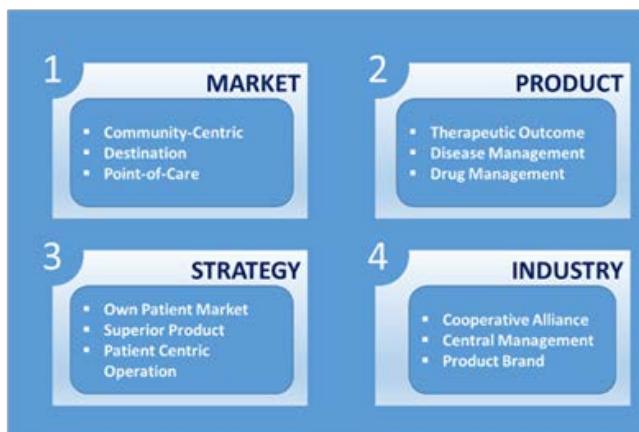 1
MARKET
▪ Community-Centric
▪ Destination
▪ Point-of-Care
2
PRODUCT
▪ Therapeutic Outcome
▪ Disease Management
▪ Drug Management
3
STRATEGY
▪ Own Patient Market
▪ Superior Product
▪ Patient Centric
Operation
4
INDUSTRY
▪ Cooperative Alliance
▪ Central Management
▪ Product Brand